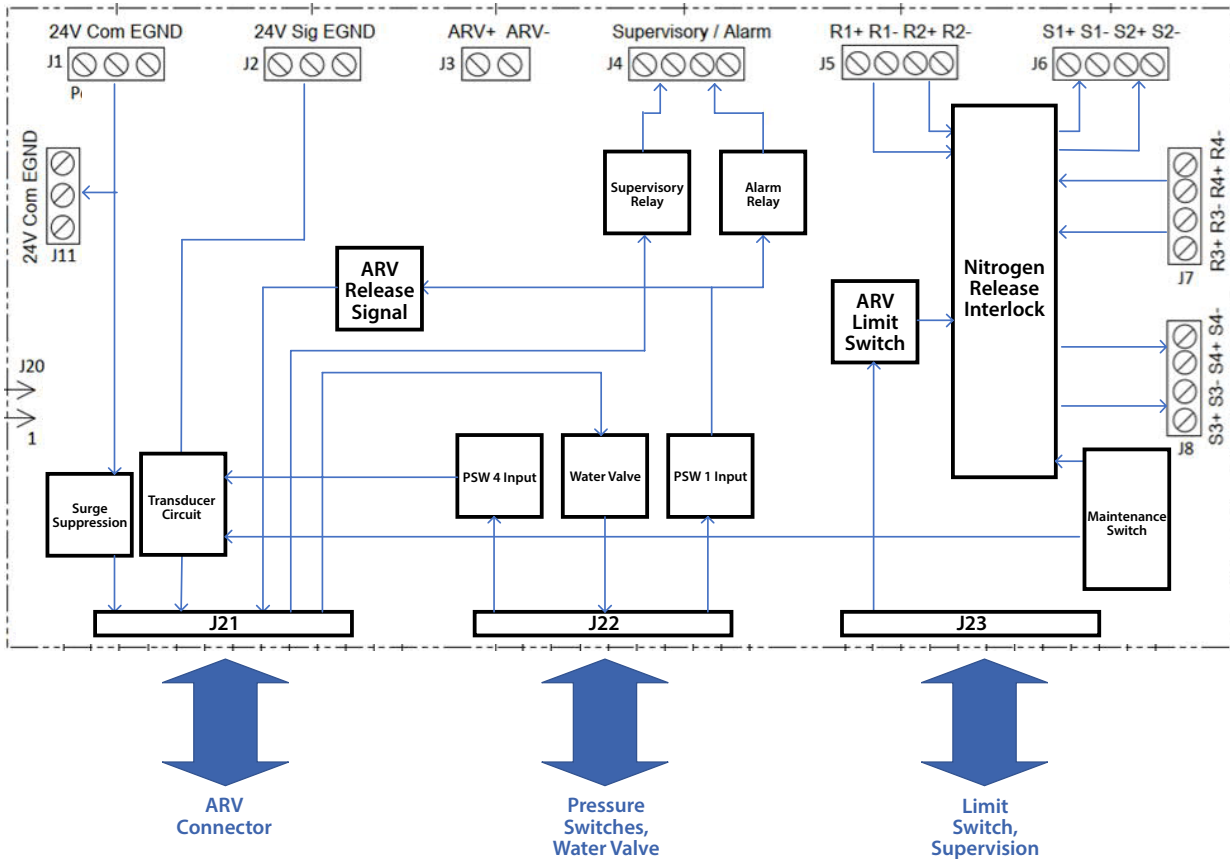 24V Com EGND
24V Sig EGND
ARV+ ARV-
Supervisory / Alarm
R1+ R1- R2+ R2-
S1+ S1- S2+ S2-
J1
J2
J3
J4
J5
J6
24V Com EGND
J11
Supervisory
Relay
Alarm
Relay
R3+ R3- R4+ R4-
J7
ARV
Release
Signal
ARV
Limit
Switch
Nitrogen
Release
Interlock
J20
1
S3+ S3- S4+ S4-
J8
Surge
Suppression
Transducer
Circuit
PSW 4 Input
Water Valve
PSW 1 Input
Maintenance
Switch
J21
J22
J23
ARV
Connector
Pressure
Switches,
Water Valve
Limit
Switch,
Supervision